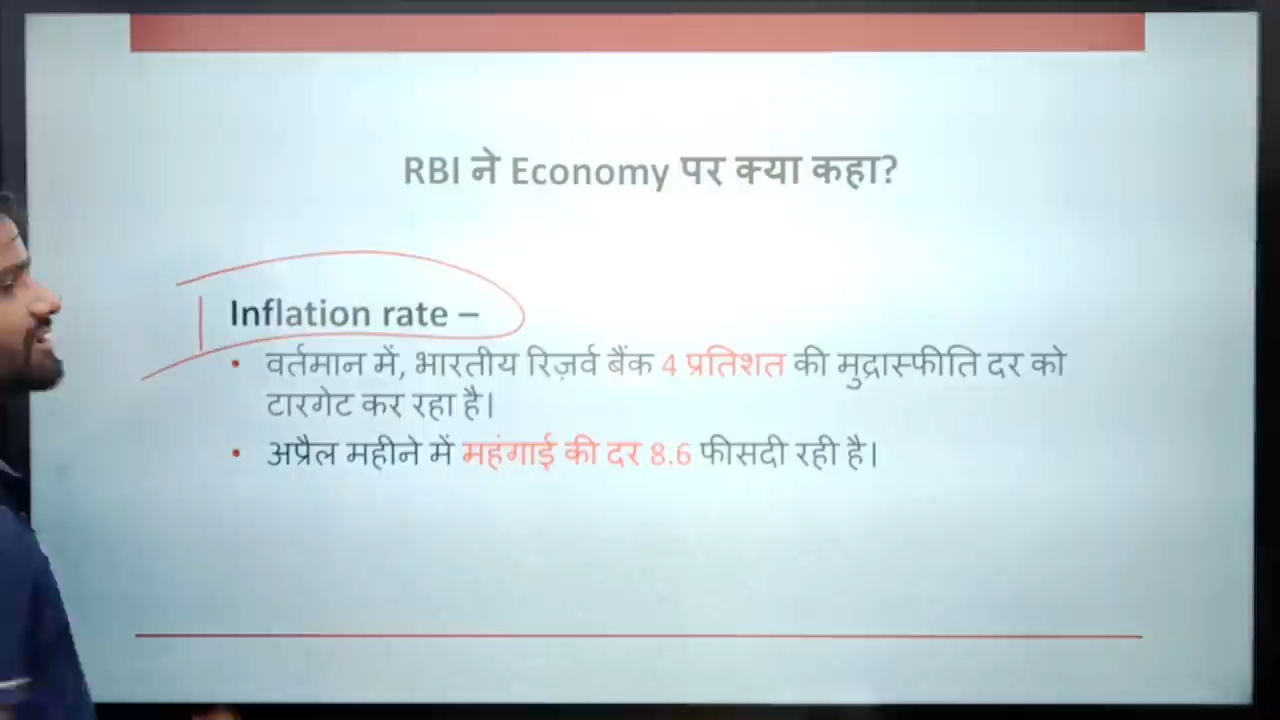 RBI ने Economy पर क्या कहा?
Inflation rate –
• वर्तमान में, भारतीय रिज़र्व बैंक 4 प्रतिशत की मुद्रास्फीति दर को
टारगेट कर रहा है।
• अप्रैल महीने में महंगाई की दर 8.6 फीसदी रही है।